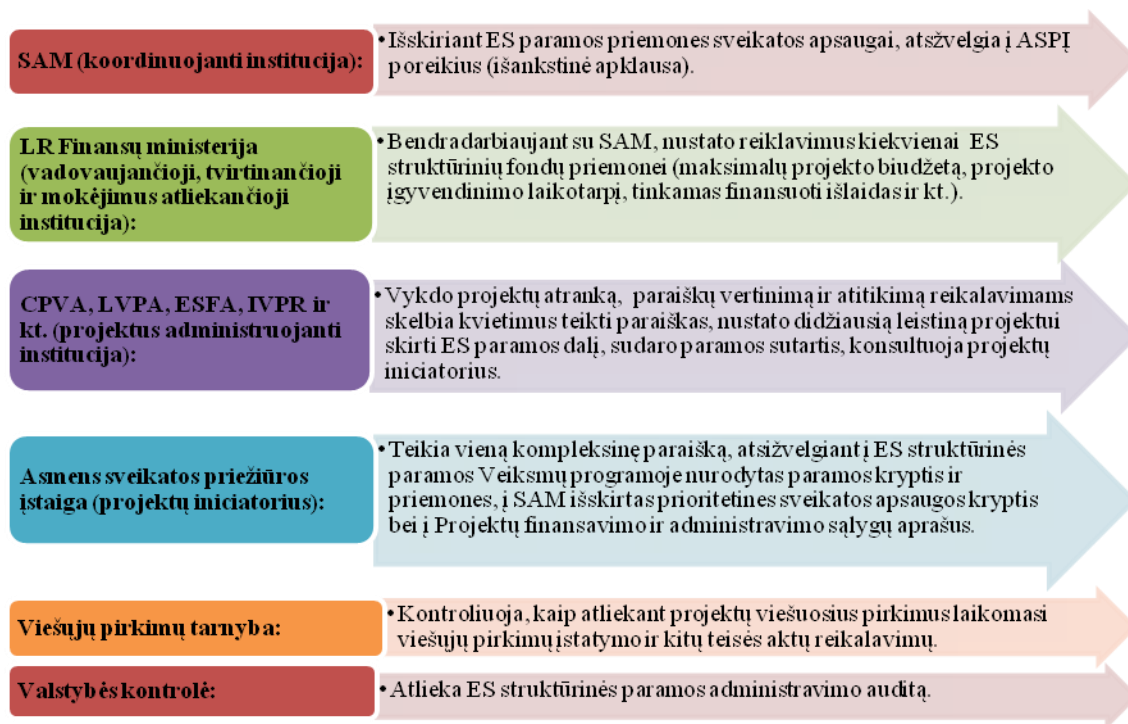 SAM (koordinuojanti institucija):
• Išskiriant ES paramos priemones sveikatos apsaugai, atsžvelgia į ASPĮ
poreikius (išankstinė apklausa).
LR Finansų ministerija
(vadovaujančioji, tvirtinančioji
ir mokėjimus atliekančioji
institucija):
• Bendradarbiaujant su SAM, nustato reiklavimus kiekvienai ES
struktūrinių fondų priemonei (maksimalų projekto biudžetą, projekto
įgyvendinimo laikotarpį, tinkamas finansuoti išlaidas ir kt.).
CPVA, LVPA, ESFA, IVPR ir
kt. (projektus administruojanti
institucija):
• Vykdo projektų atranką, paraiškų vertinimą ir atitikimą reikalavimams
skelbia kvietimus teikti paraiškas, nustato didžiausią leistiną projektui
skirti ES paramos dalį, sudaro paramos sutartis, konsultuoja projektų
iniciatorius.
Asmens sveikatos priežiūros
įstaiga (projektų iniciatorius):
• Teikia vieną kompleksinę paraišką, atsižvelgiant į ES struktūrinės
paramos Veiksmų programoje nurodytas paramos kryptis ir
priemones, į SAM išskirtas prioritetines sveikatos apsaugos kryptis
bei į Projektų finansavimo ir administravimo sąlygų aprašus.
Viešųjų pirkimų tarnyba:
• Kontroliuoja, kaip atliekant projektų viešuosius pirkimus laikomasi
viešųjų pirkimų įstatymo ir kitų teisės aktų reikalavimų.
Valstybės kontrolė:
• Atlieka ES struktūrinės paramos administravimo auditą.